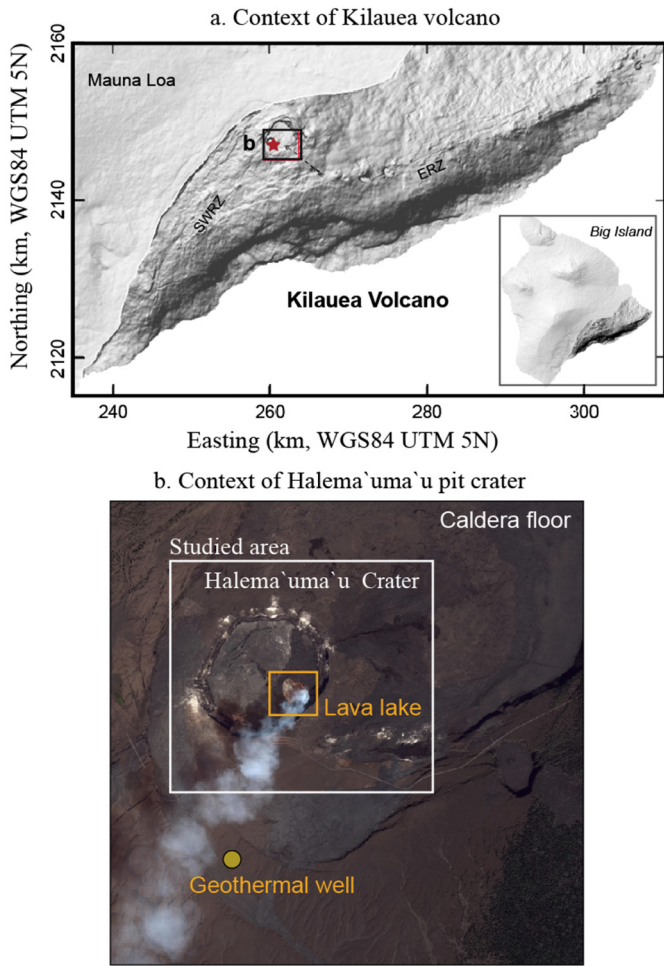 a. Context of Kilauea volcano
2160
Mauna Loa
b
2140
ERZ
SWRZ
Big Island
Kilauea Volcano
2120
Northing (km, WGS84 UTM 5N)
240 260 280 300
Easting (km, WGS84 UTM 5N)
b. Context of Halema`uma`u pit crater
Caldera floor
Studied area
Halema`uma`u Crater
Lava lake
Geothermal well